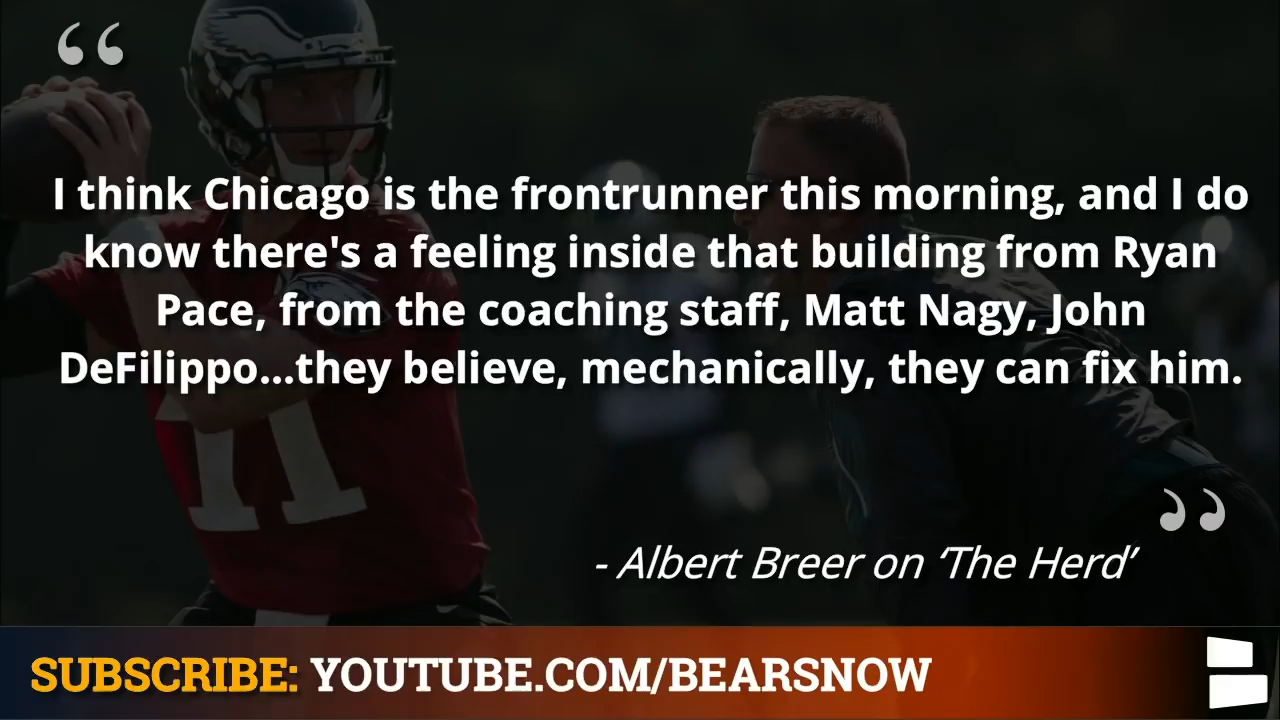 “
I think Chicago is the frontrunner this morning, and I do
know there's a feeling inside that building from Ryan
Pace, from the coaching staff, Matt Nagy, John
DeFilippo...they believe, mechanically, they can fix him.
”
- Albert Breer on ‘The Herd’
11
SUBSCRIBE: YOUTUBE.COM/BEARSNOW